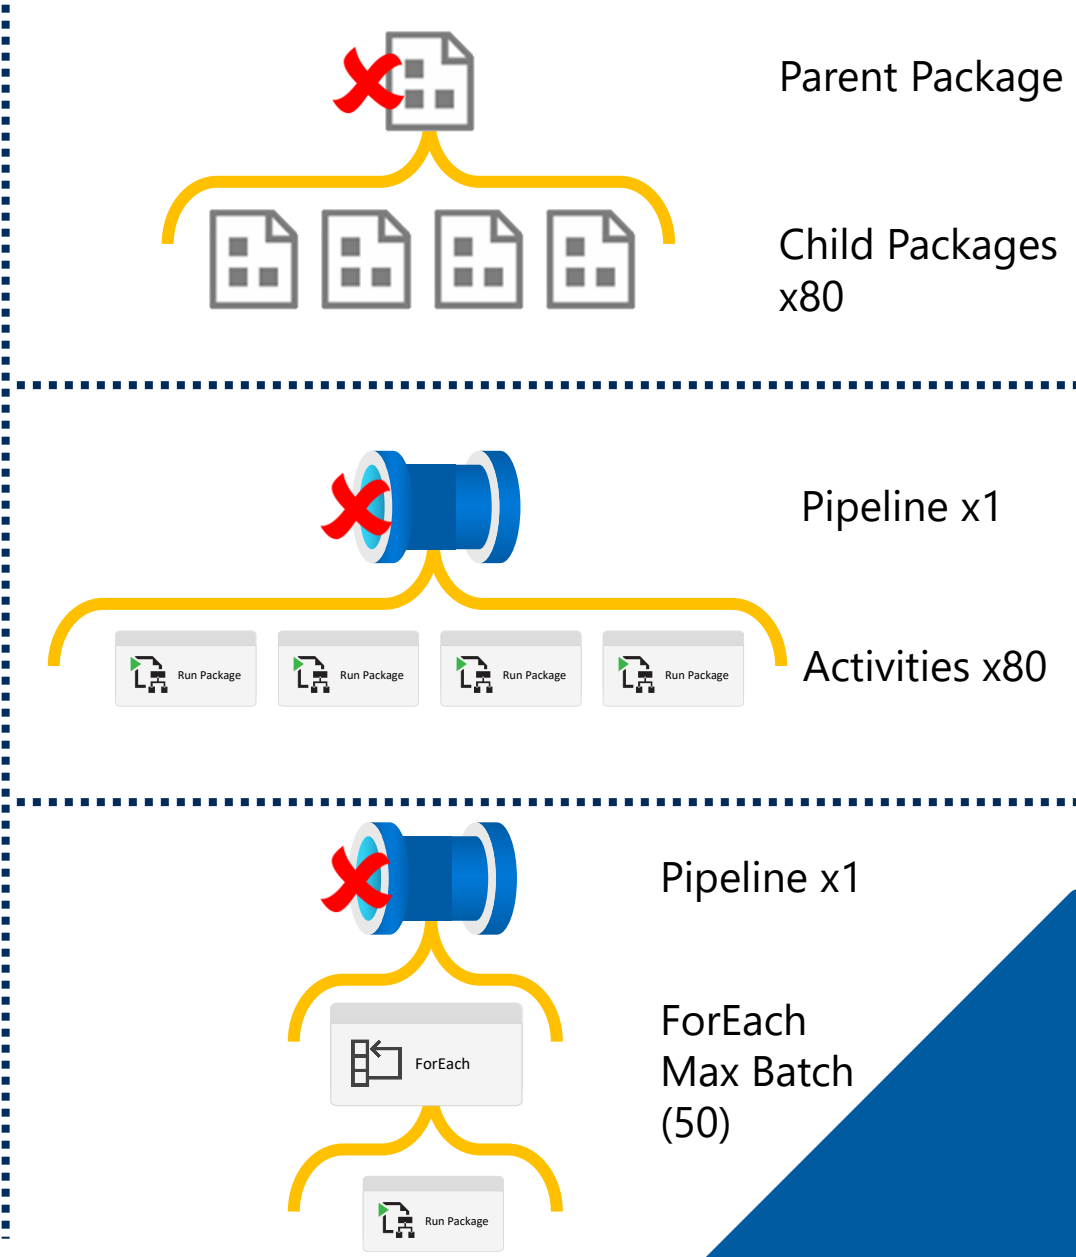 Parent Package
Child Packages
x80
Pipeline x1
Run Package
Run Package
Run Package
Run Package
Activities x80
Pipeline x1
ForEach
Max Batch
(50)
ForEach
Run Package